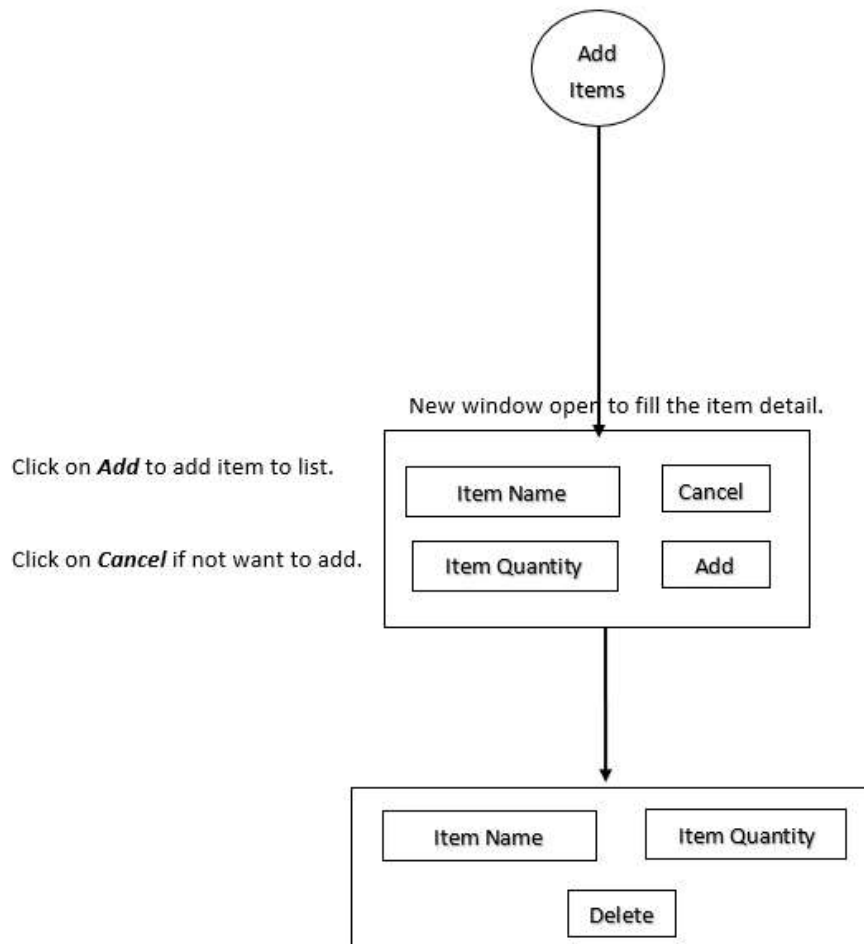 Add
Items
New window open to fill the item detail.
Click on Add to add item to list.
Item Name
Cancel
Click on Cancel if not want to add.
Item Quantity
Add
Item Name
Item Quantity
Delete